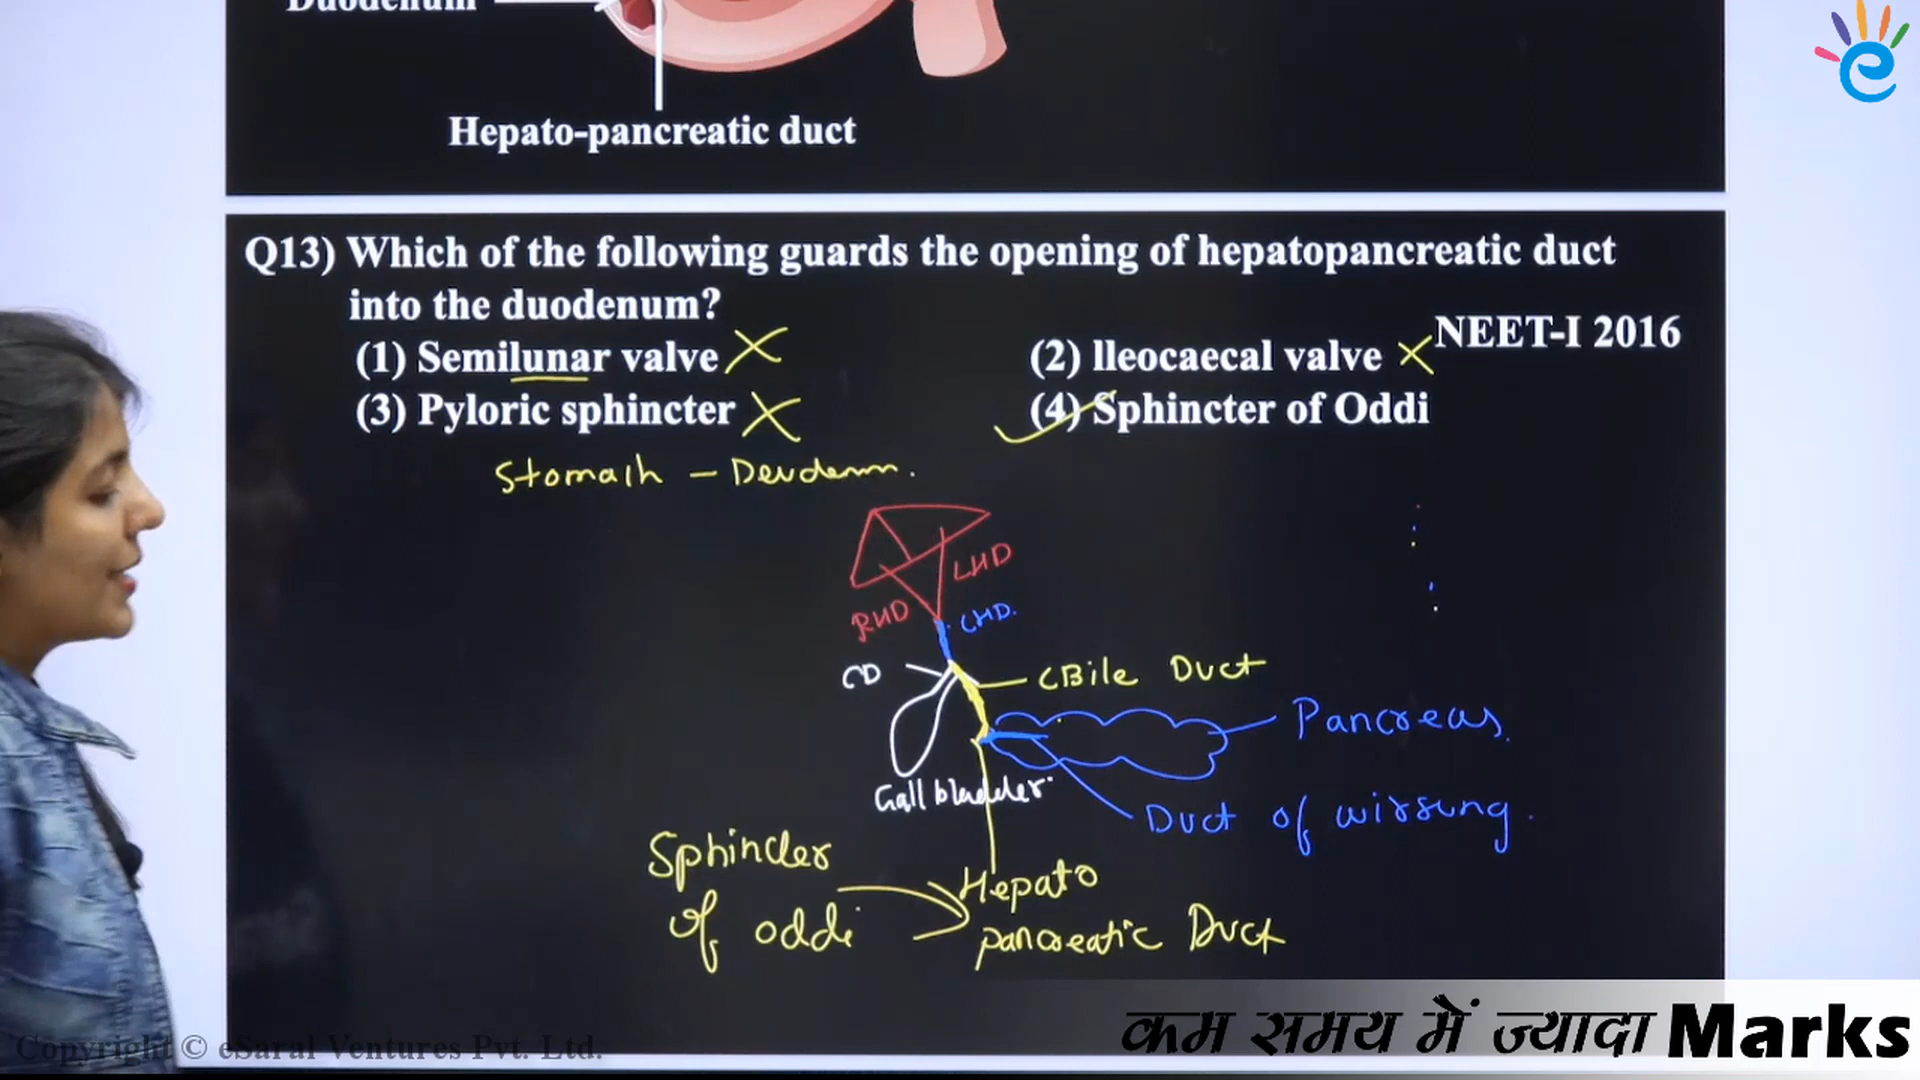 Duodenum
Hepato-pancreatic duct
Q13) Which of the following guards the opening of hepatopancreatic duct
into the duodenum?
NEET-I 2016
(1) Semilunar valve
(2) lleocaecal valve
(3) Pyloric sphincter
(4) Sphincter of Oddi
Stomach - Deudenm.
LHD
RHD
CHD.
CD
CBile Duct
Pancreas
Gall bladder
Duct of wirsung.
Sphincter
of oddi
Hepato
pancreatic Duct
कम समय में ज्यादा Marks
Copyright © eSaral Ventures Pvt. Ltd.